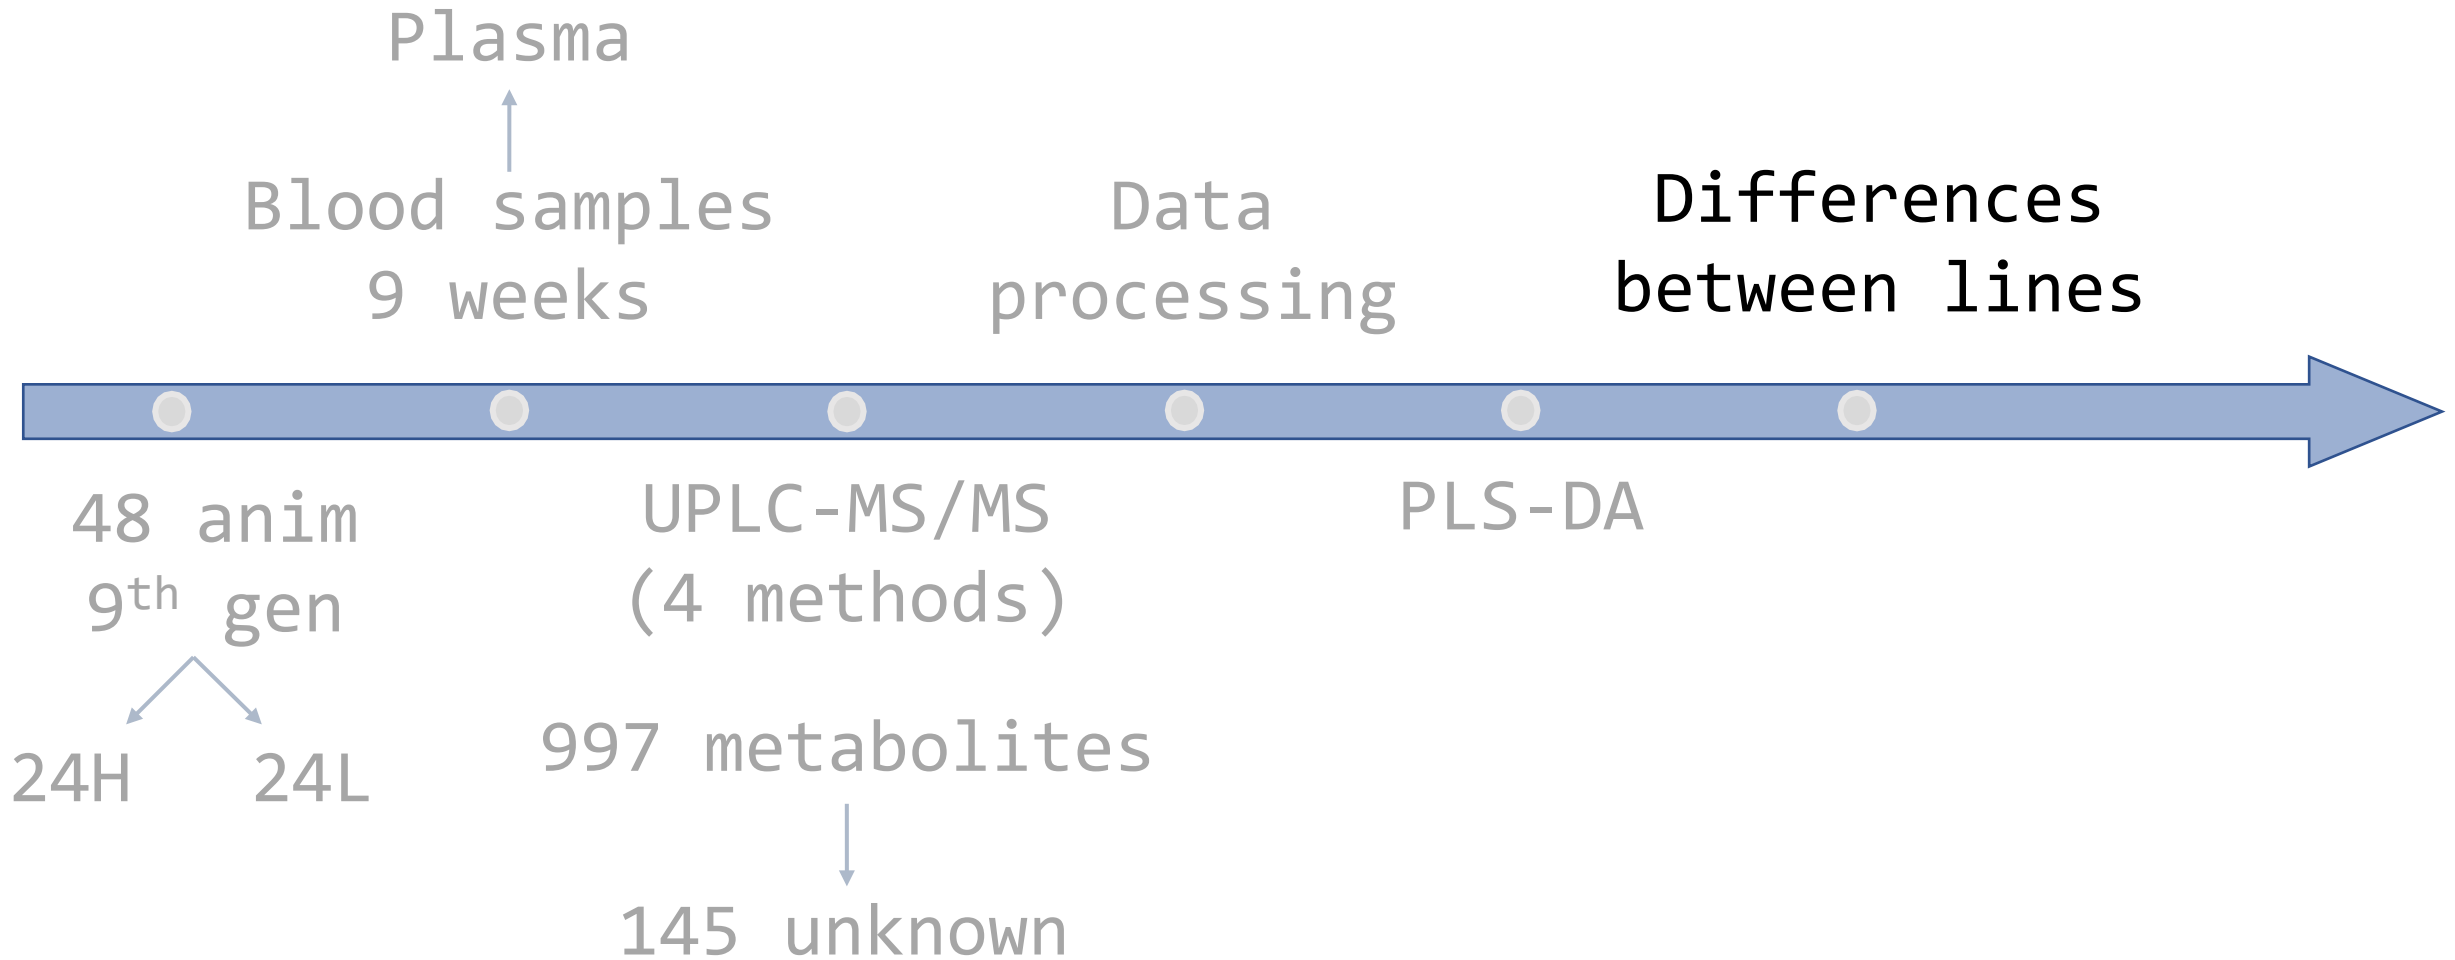 Plasma
Blood samples
9 weeks
Data
processing
Differences
between lines
48 anim
9th gen
24H 24L
UPLC-MS/MS
(4 methods)
997 metabolites
145 unknown
PLS-DA